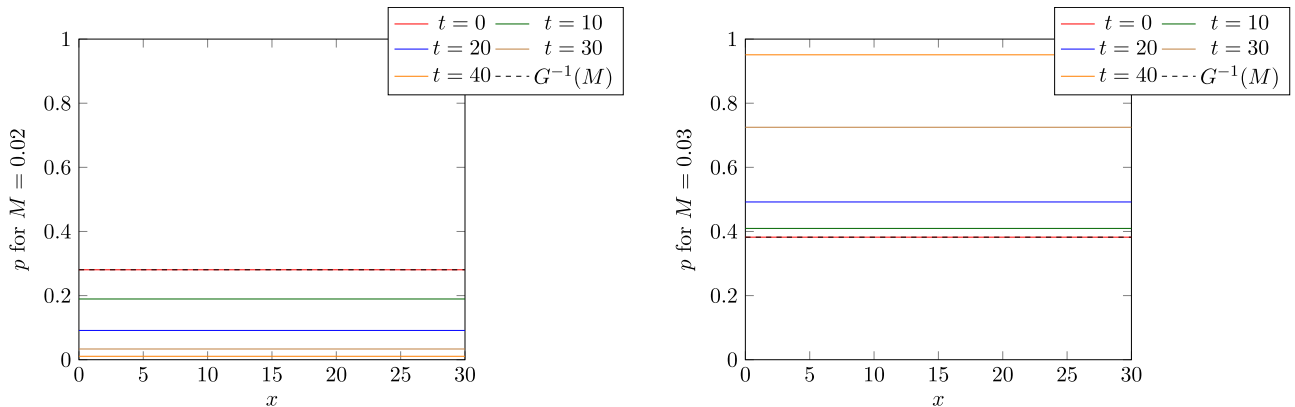 t = 0 t = 10
t = 20 t = 30
t = 40 G⁻¹(M)
p for M = 0.02
1
0.8
0.6
0.4
0.2
0
0 5 10 15 20 25 30
x
t = 0 t = 10
t = 20 t = 30
t = 40 G⁻¹(M)
p for M = 0.03
1
0.8
0.6
0.4
0.2
0
0 5 10 15 20 25 30
x